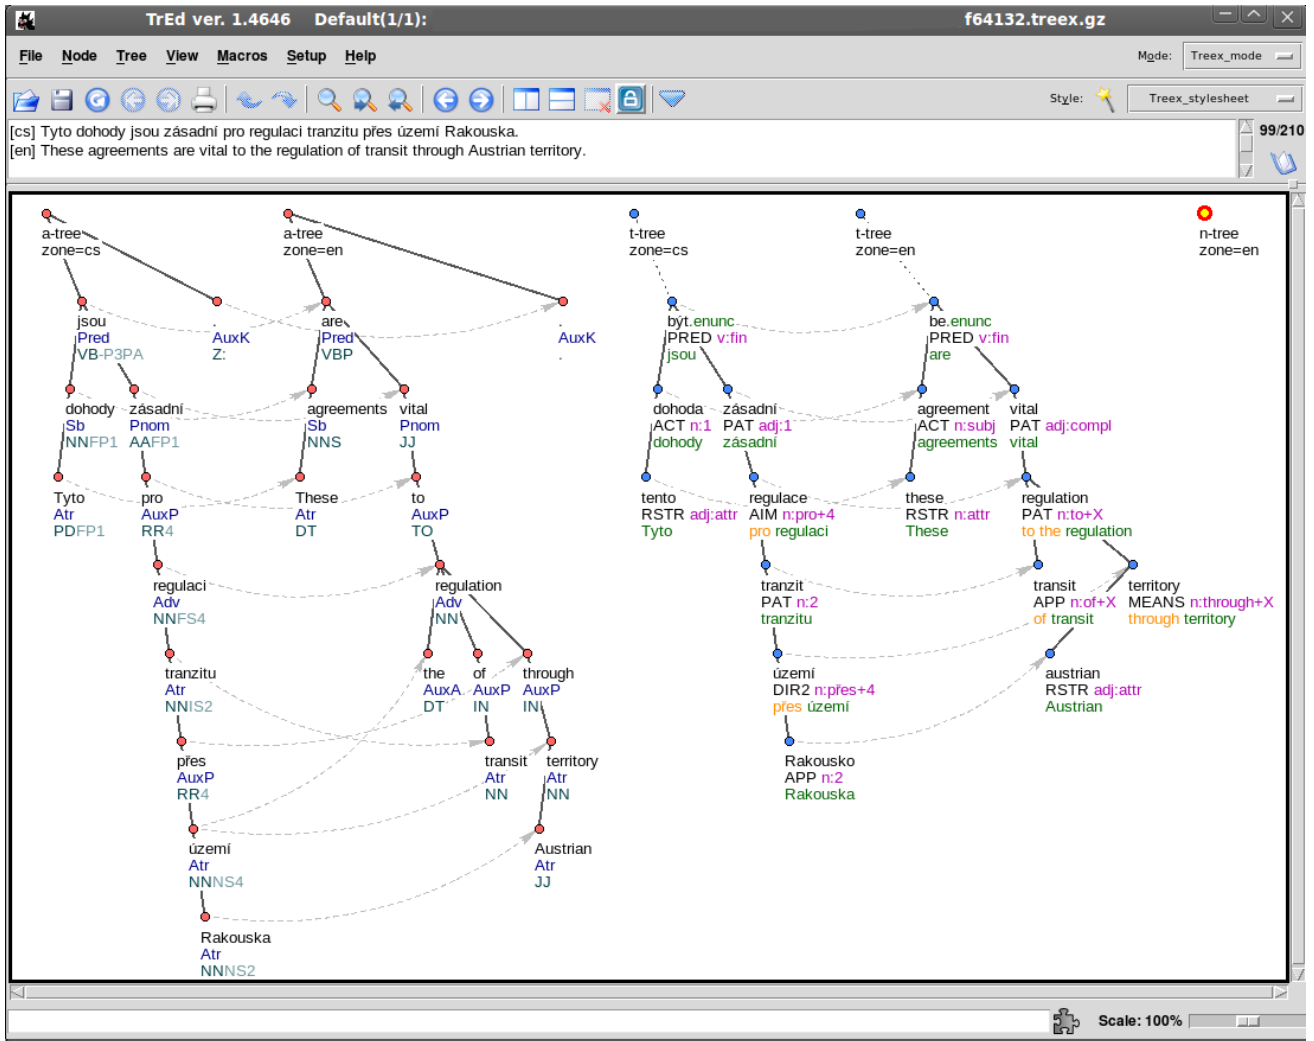 TrEd ver. 1.4646 Default(1/1): f64132.treex.gz
File Node Tree View Macros Setup Help Mode: Treex_mode
Style: Treex_stylesheet
[cs] Tyto dohody jsou zásadní pro regulaci tranzitu přes území Rakouska. 99/210
[en] These agreements are vital to the regulation of transit through Austrian territory.
a-tree
zone=cs
jsou
Pred
VB-P3PA
.
AuxK
Z:
dohody
Sb
NNFP1
zásadní
Pnom
AAFP1
Tyto
Atr
PDFP1
pro
AuxP
RR4
regulaci
Adv
NNFS4
tranzitu
Atr
NNIS2
přes
AuxP
RR4
území
Atr
NNNS4
Rakouska
Atr
NNNS2
a-tree
zone=en
are
Pred
VBP
.
AuxK
.
agreements
Sb
NNS
vital
Pnom
JJ
These
Atr
DT
to
AuxP
TO
regulation
Adv
NN
the
AuxA
DT
of
AuxP
IN
through
AuxP
IN
transit
Atr
NN
territory
Atr
NN
Austrian
Atr
JJ
t-tree
zone=cs
být.enunc
PRED v:fin
jsou
dohoda
ACT n:1
dohody
zásadní
PAT adj:1
zásadní
tento
RSTR adj:attr
Tyto
regulace
AIM n:pro+4
pro regulaci
tranzit
PAT n:2
tranzitu
území
DIR2 n:přes+4
přes území
Rakousko
APP n:2
Rakouska
t-tree
zone=en
be.enunc
PRED v:fin
are
agreement
ACT n:subj
agreements
vital
PAT adj:compl
vital
these
RSTR n:attr
These
regulation
PAT n:to+X
to the regulation
transit
APP n:of+X
of transit
territory
MEANS n:through+X
through territory
austrian
RSTR adj:attr
Austrian
n-tree
zone=en
Scale: 100%